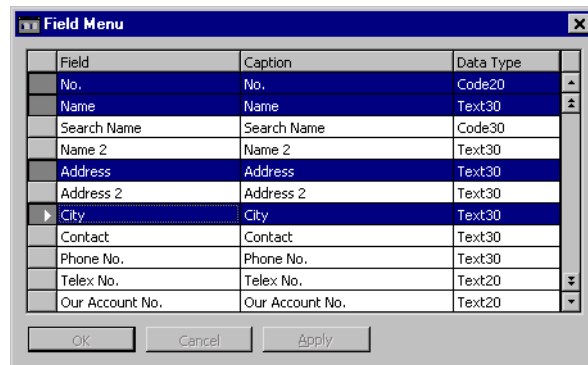 Field Menu
Field Caption Data Type
No. No. Code20
Name Name Text30
Search Name Search Name Code30
Name 2 Name 2 Text30
Address Address Text30
Address 2 Address 2 Text30
City City Text30
Contact Contact Text30
Phone No. Phone No. Text30
Telex No. Telex No. Text20
Our Account No. Our Account No. Text20
OK Cancel Apply